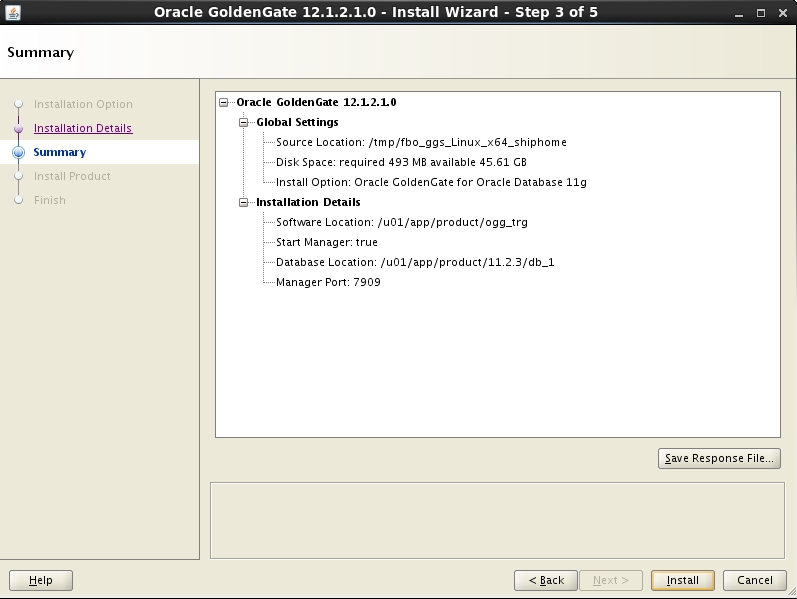 Oracle GoldenGate 12.1.2.1.0 - Install Wizard - Step 3 of 5
Summary
Installation Option
Installation Details
Summary
Install Product
Finish
Oracle GoldenGate 12.1.2.1.0
Global Settings
Source Location: /tmp/fbo_ggs_Linux_x64_shiphome
Disk Space: required 493 MB available 45.61 GB
Install Option: Oracle GoldenGate for Oracle Database 11g
Installation Details
Software Location: /u01/app/product/ogg_trg
Start Manager: true
Database Location: /u01/app/product/11.2.3/db_1
Manager Port: 7909
Save Response File...
Help
< Back
Next >
Install
Cancel